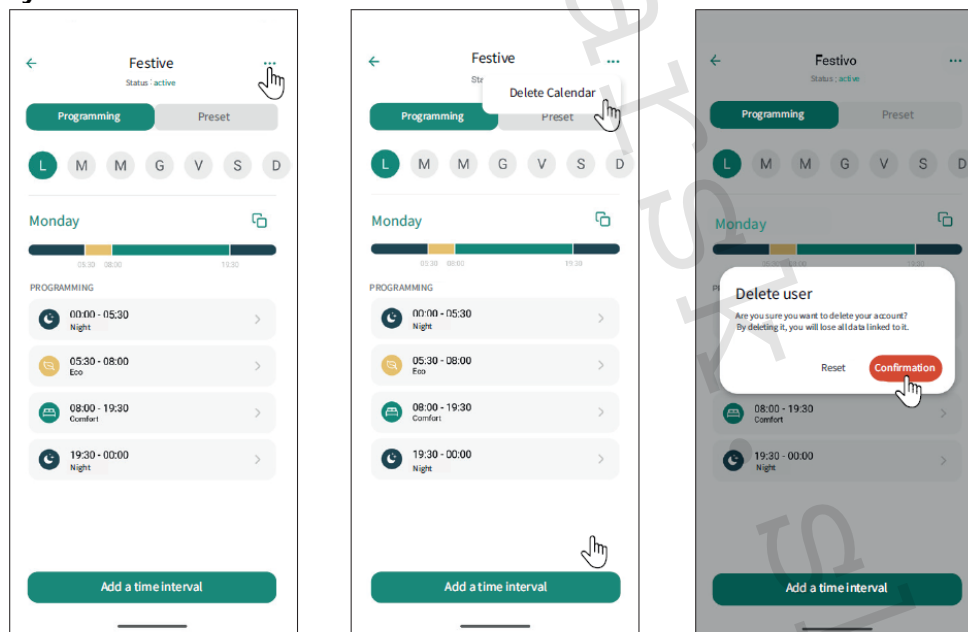 Festive
Status : active
Programming
Preset
L M M G V S D
Monday
05:30 08:00 19:30
PROGRAMMING
00:00 - 05:30
Night
05:30 - 08:00
Eco
08:00 - 19:30
Comfort
19:30 - 00:00
Night
Add a time interval
Festive
Delete Calendar
Programming
Preset
L M M G V S D
Monday
05:30 08:00 19:30
PROGRAMMING
00:00 - 05:30
Night
05:30 - 08:00
Eco
08:00 - 19:30
Comfort
19:30 - 00:00
Night
Add a time interval
Festivo
Status ; active
Programming
Preset
L M M G V S D
Monday
Delete user
Are you sure you want to delete your account?
By deleting it, you will lose all data linked to it.
Reset
Confirmation
08:00 - 19:30
Comfort
19:30 - 00:00
Night
Add a time interval